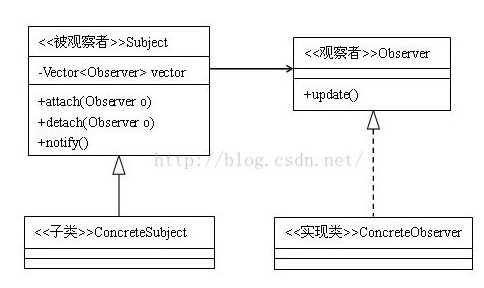 <<被观察者>>Subject
-Vector<Observer> vector
+attach(Observer o)
+detach(Observer o)
+notify()
<<观察者>>Observer
+update()
http://blog.csdn.net/
<<子类>>ConcreteSubject
<<实现类>>ConcreteObserver